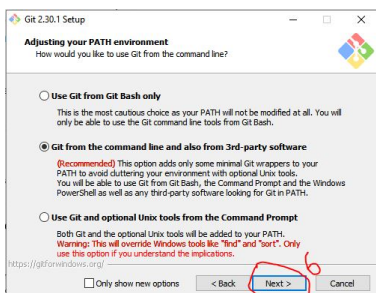 Git 2.30.1 Setup
Adjusting your PATH environment
How would you like to use Git from the command line?
Use Git from Git Bash only
This is the most cautious choice as your PATH will not be modified at all. You will
only be able to use the Git command line tools from Git Bash.
Git from the command line and also from 3rd-party software
(Recommended) This option adds only some minimal Git wrappers to your
PATH to avoid cluttering your environment with optional Unix tools.
You will be able to use Git from Git Bash, the Command Prompt and the Windows
PowerShell as well as any third-party software looking for Git in PATH.
Use Git and optional Unix tools from the Command Prompt
Both Git and the optional Unix tools will be added to your PATH.
Warning: This will override Windows tools like "find" and "sort". Only
use this option if you understand the implications.
https://gitforwindows.org/
6
Only show new options < Back Next > Cancel